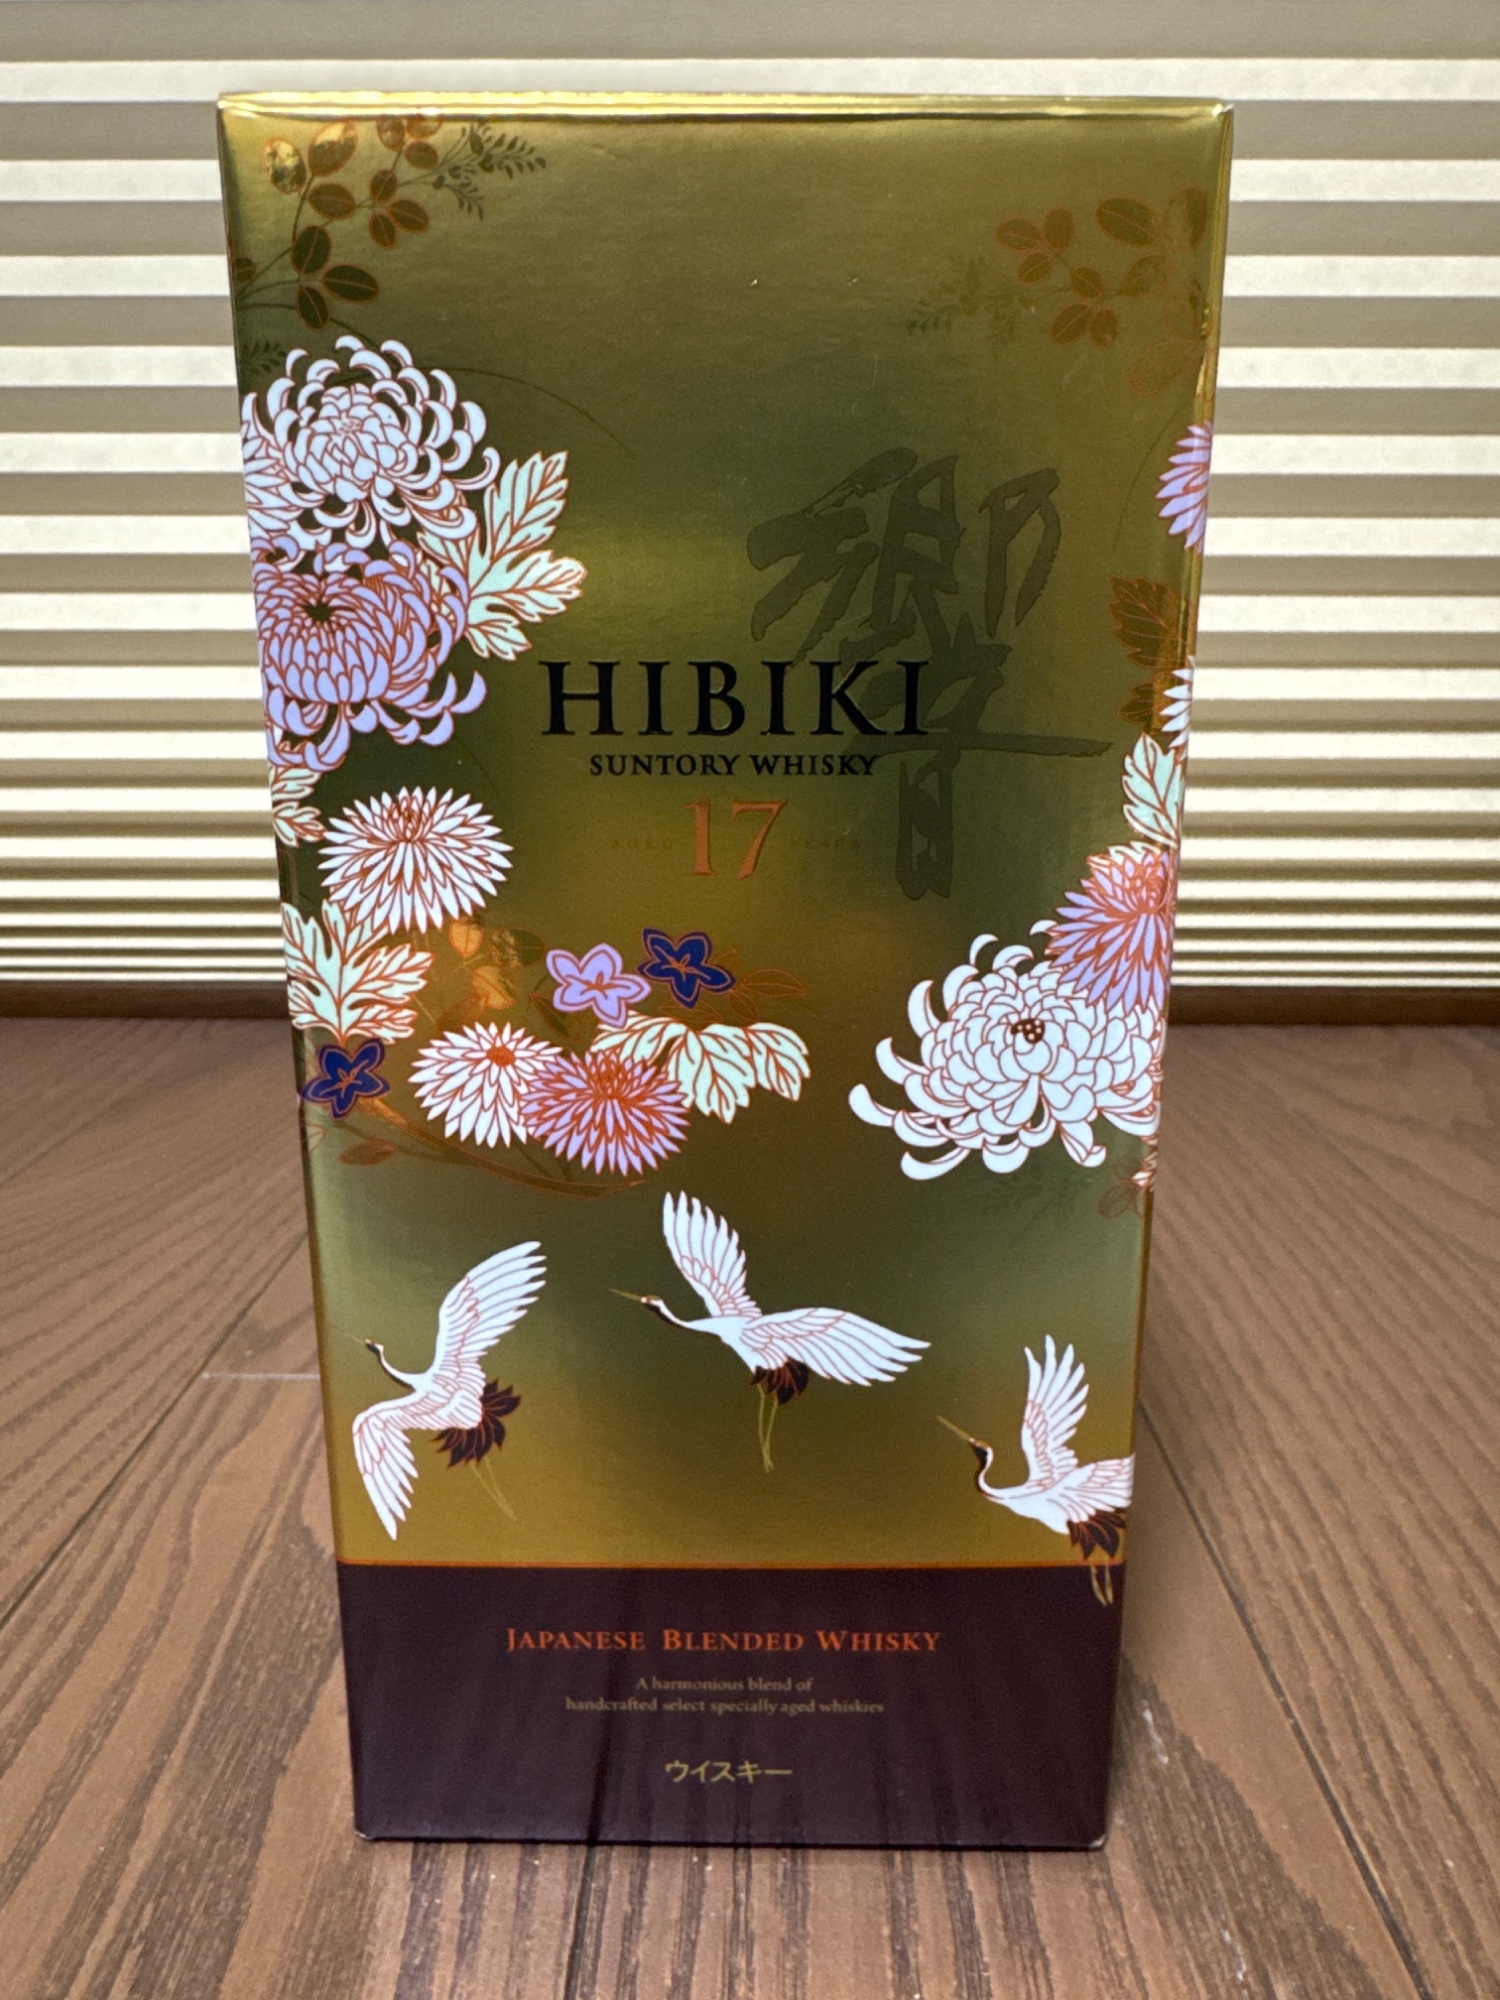 響
HIBIKI
SUNTORY WHISKY
AGED 17 YEARS
JAPANESE BLENDED WHISKY
A harmonious blend of
handcrafted select specially aged whiskies
ウイスキー